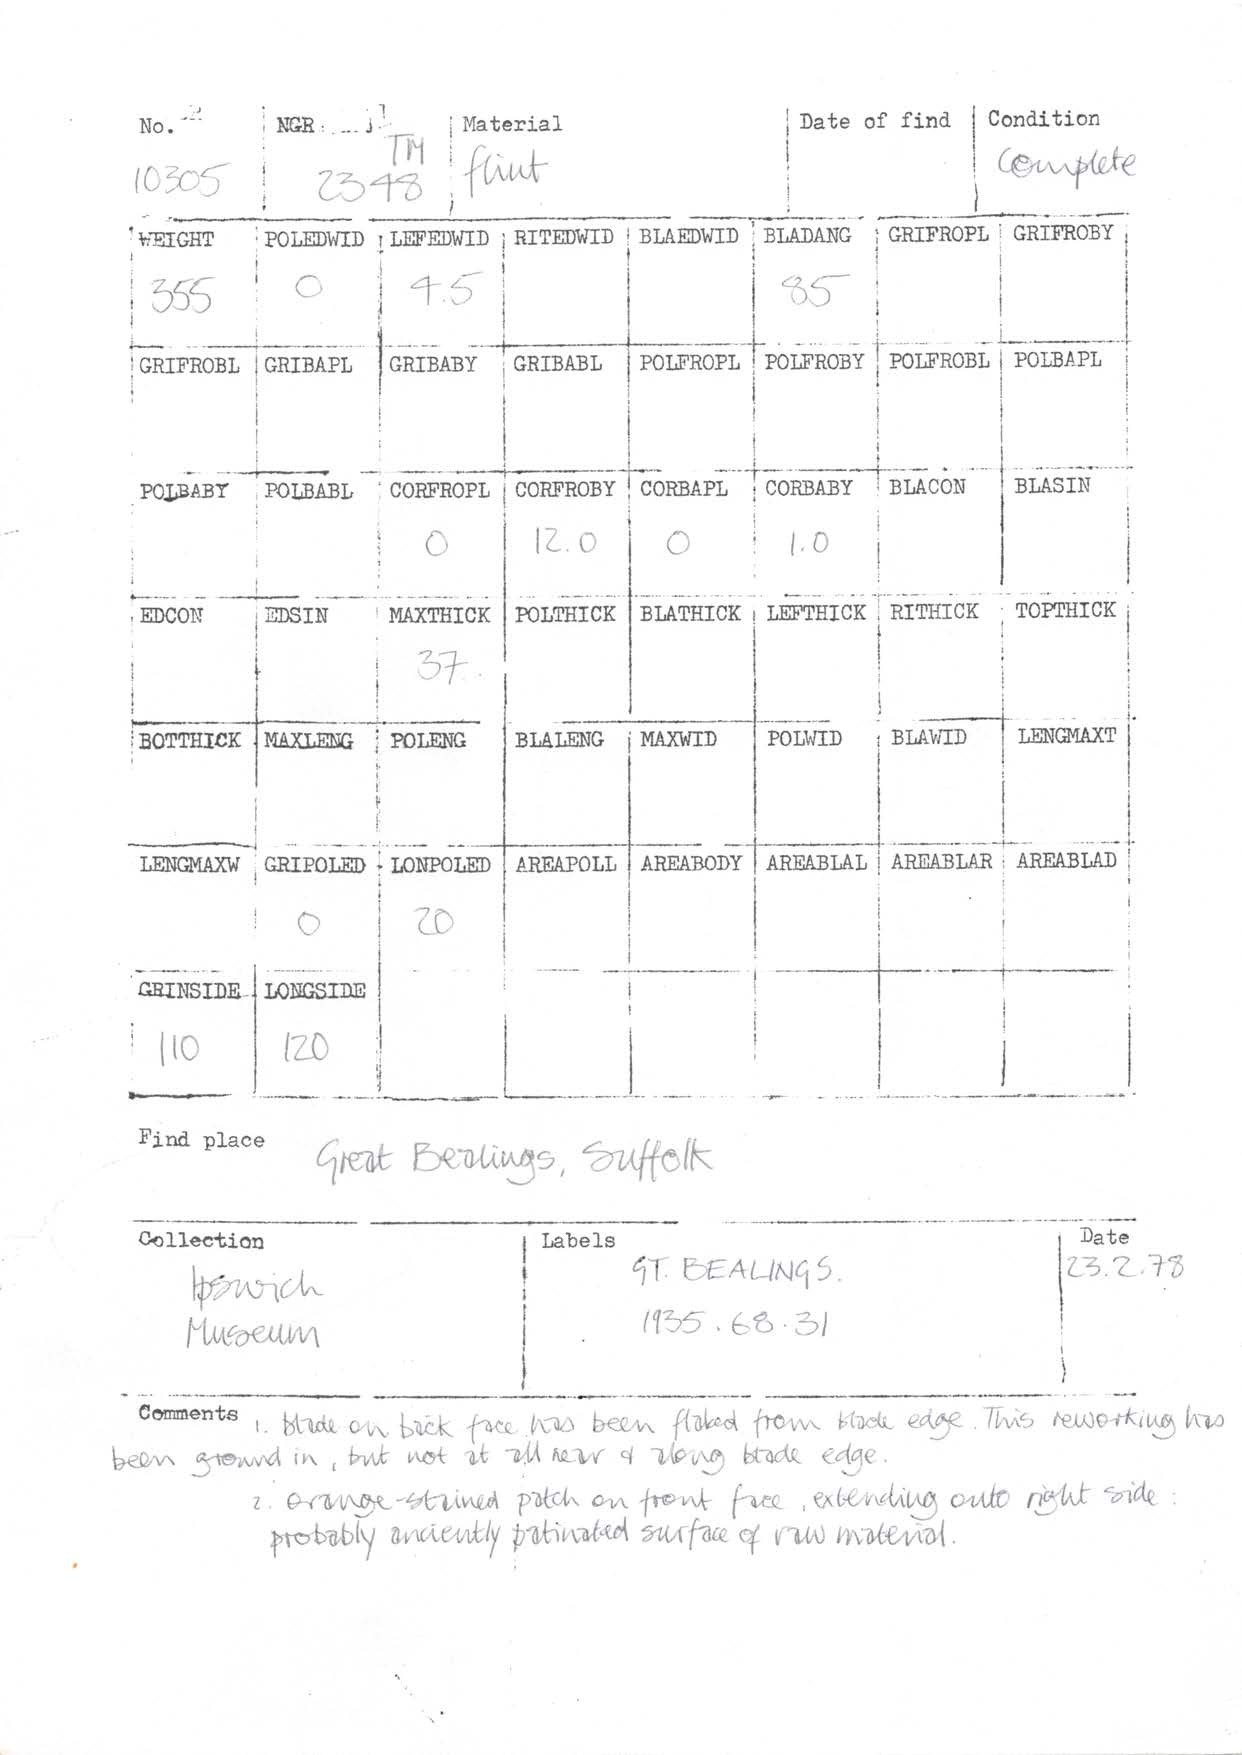 No. NGR: Material Date of find Condition
10305 TM 2348 flint Complete
WEIGHT POLEDWID LEFEDWID RITEDWID BLAEDWID BLADANG GRIFROPL GRIFROBY
355 0 4.5 85
GRIFROBL GRIBAPL GRIBABY GRIBABL POLFROPL POLFROBY POLFROBL POLBAPL
POLBABY POLBABL CORFROPL CORFROBY CORBAPL CORBABY BLACON BLASIN
0 12.0 0 1.0
EDCON EDSIN MAXTHICK POLTHICK BLATHICK LEFTHICK RITHICK TOPTHICK
37
BOTTHICK MAXLENG POLENG BLALENG MAXWID POLWID BLAWID LENGMAXT
LENGMAXW GRIPOLED LONPOLED AREAPOLL AREABODY AREABLAL AREABLAR AREABLAD
0 20
GRINSIDE LONGSIDE
110 120
Find place Great Bealings, Suffolk
Collection Labels Date
Ipswich GT. BEALINGS. 23.2.78
Museum 1935.68.31
Comments 1. Blade on back face has been flaked from blade edge. This reworking has
been ground in, but not at all near & along blade edge.
2. Orange-stained patch on front face, extending onto right side:
probably anciently patinated surface of raw material.